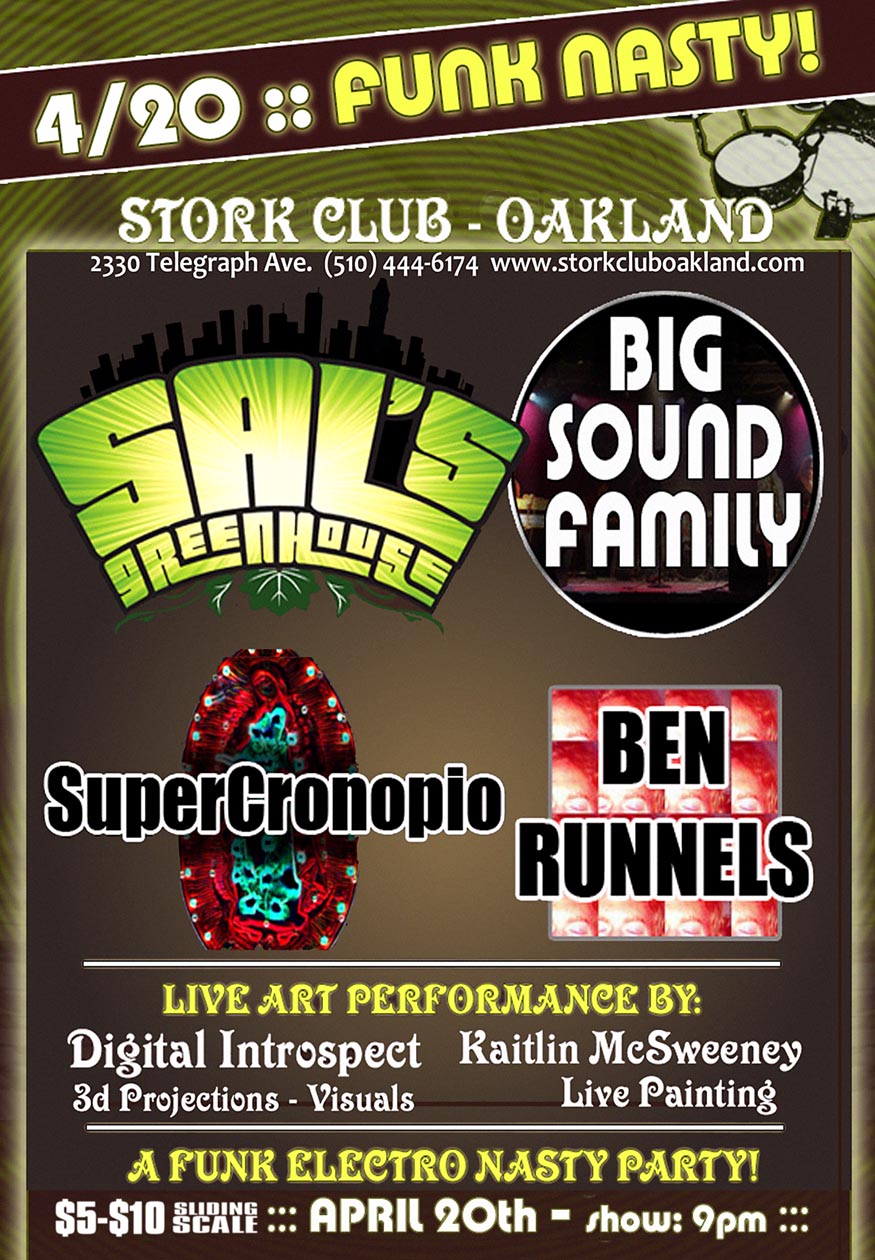 4/20 :: FUNK NASTY!
STORK CLUB - OAKLAND
2330 Telegraph Ave. (510) 444-6174 www.storkcluboakland.com
SAL'S
GREENHOUSE
BIG
SOUND
FAMILY
SuperCronopio
BEN
RUNNELS
LIVE ART PERFORMANCE BY:
Digital Introspect
3d Projections - Visuals
Kaitlin McSweeney
Live Painting
A FUNK ELECTRO NASTY PARTY!
$5-$10 SLIDING SCALE ::: APRIL 20th - show: 9pm :::